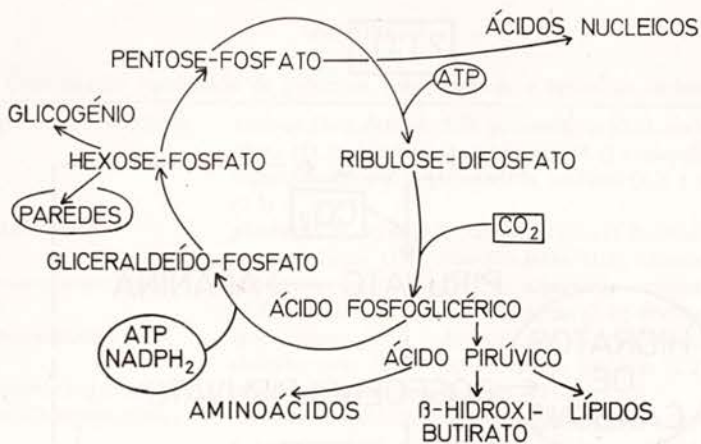 ÁCIDOS NUCLEICOS
PENTOSE-FOSFATO
ATP
GLICOGÉNIO
HEXOSE-FOSFATO
RIBULOSE-DIFOSFATO
PAREDES
CO₂
GLICERALDEÍDO-FOSFATO
ÁCIDO FOSFOGLICÉRICO
ATP
NADPH₂
ÁCIDO PIRÚVICO
AMINOÁCIDOS
ß-HIDROXI-
BUTIRATO
LÍPIDOS